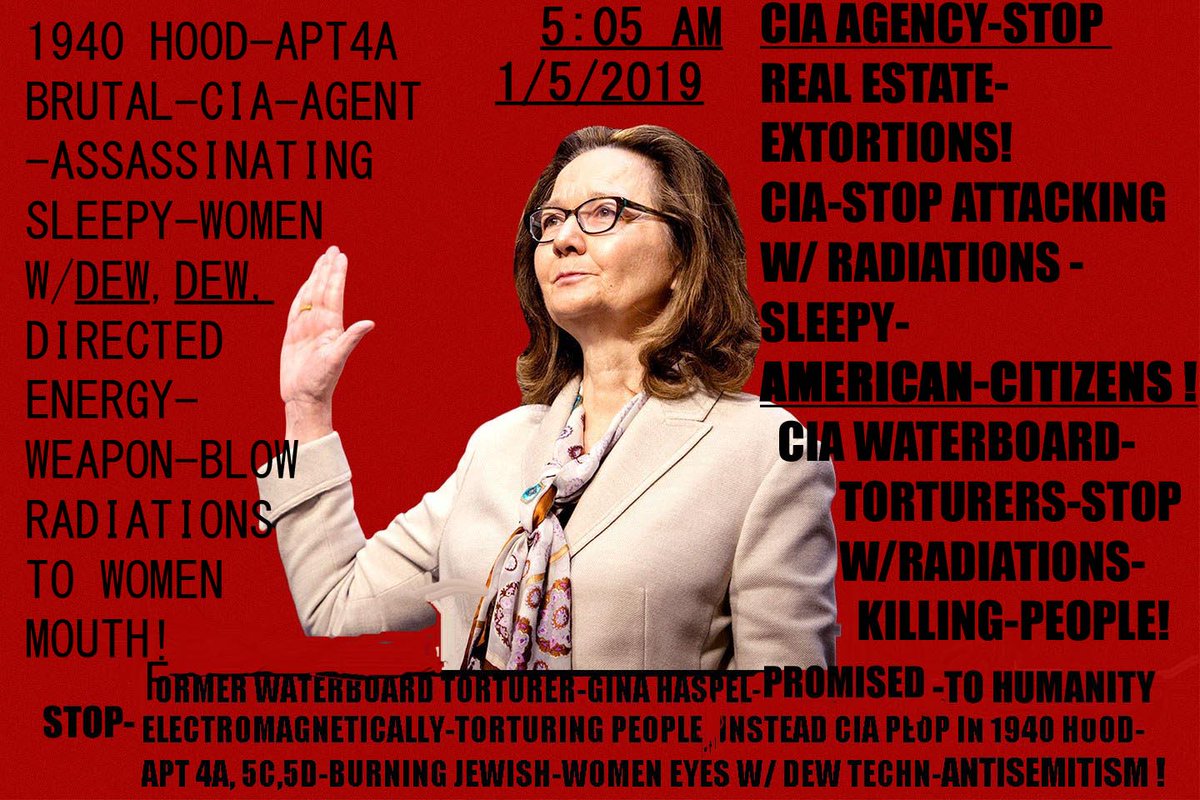 1940 HOOD-APT4A
BRUTAL-CIA-AGENT
-ASSASSINATING
SLEEPY-WOMEN
W/DEW, DEW,
DIRECTED
ENERGY-
WEAPON-BLOW
RADIATIONS
TO WOMEN
MOUTH!
5:05 AM
1/5/2019
CIA AGENCY-STOP
REAL ESTATE-
EXTORTIONS!
CIA-STOP ATTACKING
W/ RADIATIONS -
SLEEPY-
AMERICAN-CITIZENS !
CIA WATERBOARD-
TORTURERS-STOP
W/RADIATIONS-
KILLING-PEOPLE!
FORMER WATERBOARD TORTURER-GINA HASPEL-PROMISED -TO HUMANITY
STOP- ELECTROMAGNETICALLY-TORTURING PEOPLE, INSTEAD CIA IN 1940 HOOD-
APT 4A, 5C,5D-BURNING JEWISH-WOMEN EYES W/ DEW TECHN-ANTISEMITISM !